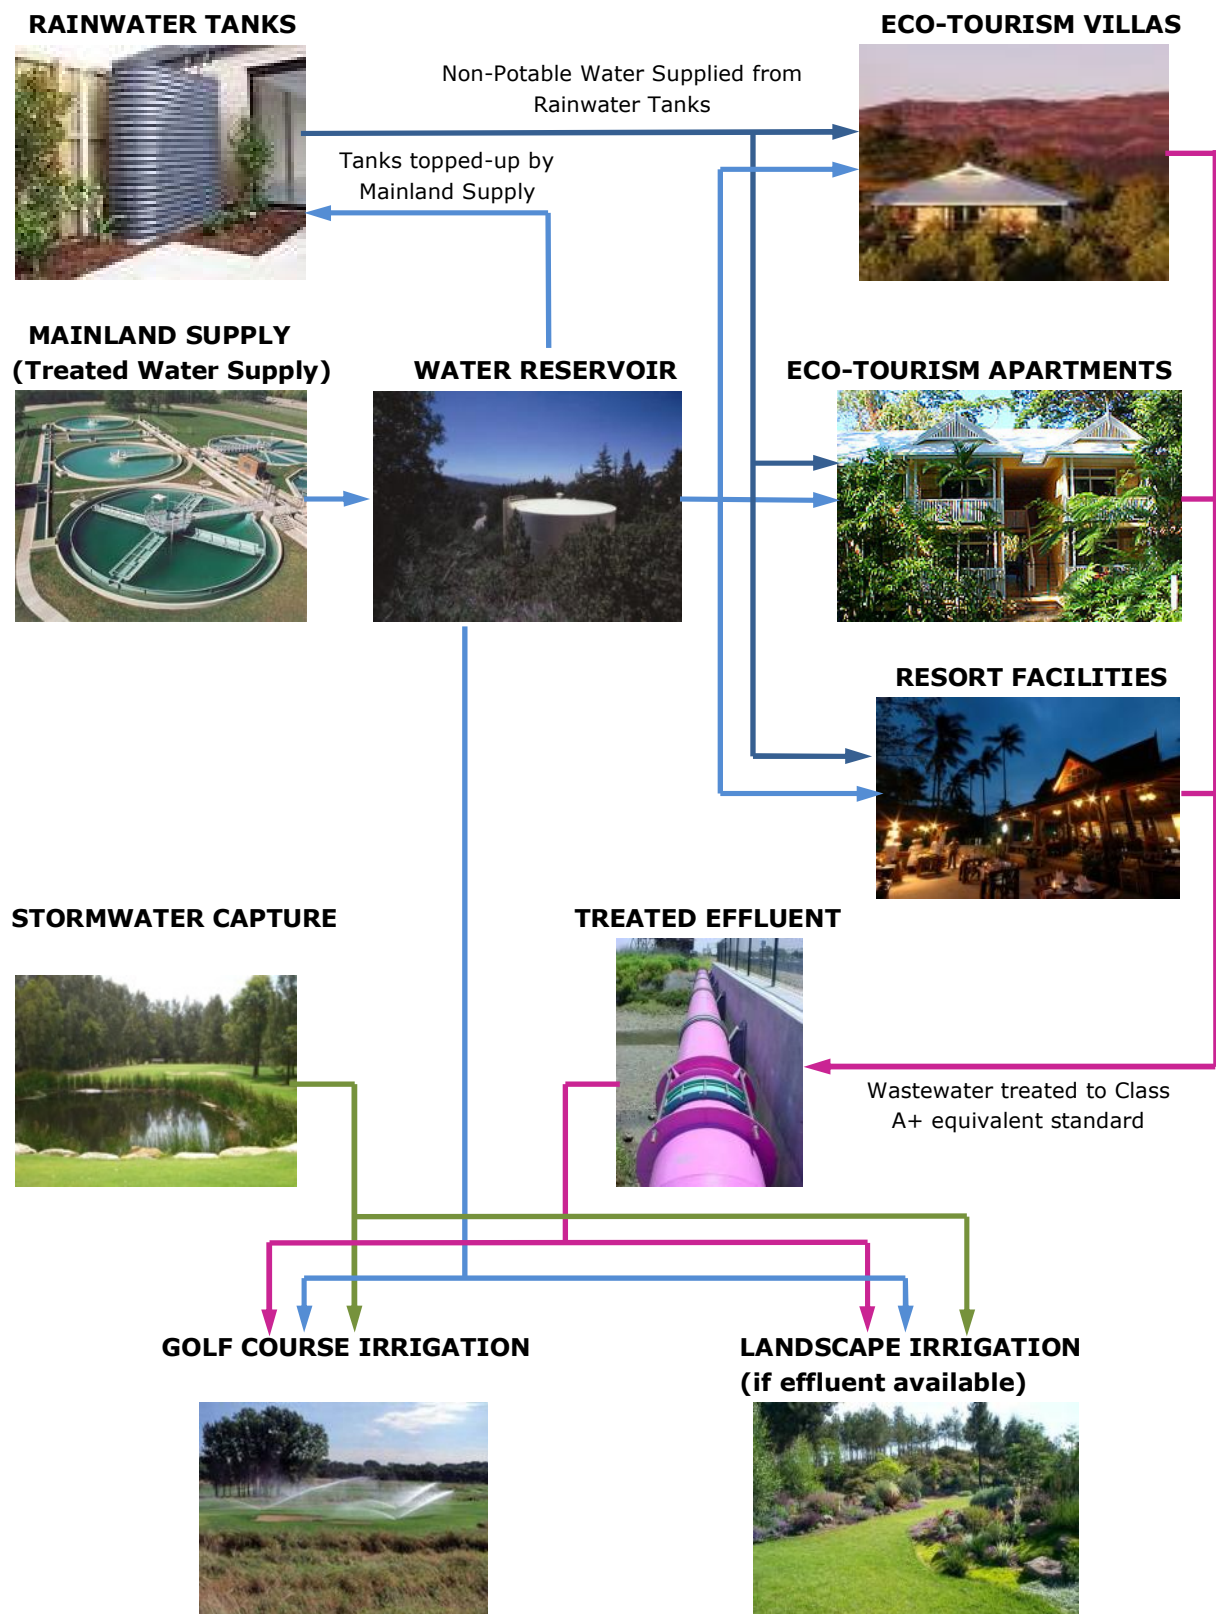 RAINWATER TANKS
ECO-TOURISM VILLAS
Non-Potable Water Supplied from
Rainwater Tanks
Tanks topped-up by
Mainland Supply
MAINLAND SUPPLY
(Treated Water Supply)
WATER RESERVOIR
ECO-TOURISM APARTMENTS
RESORT FACILITIES
STORMWATER CAPTURE
TREATED EFFLUENT
Wastewater treated to Class
A+ equivalent standard
GOLF COURSE IRRIGATION
LANDSCAPE IRRIGATION
(if effluent available)